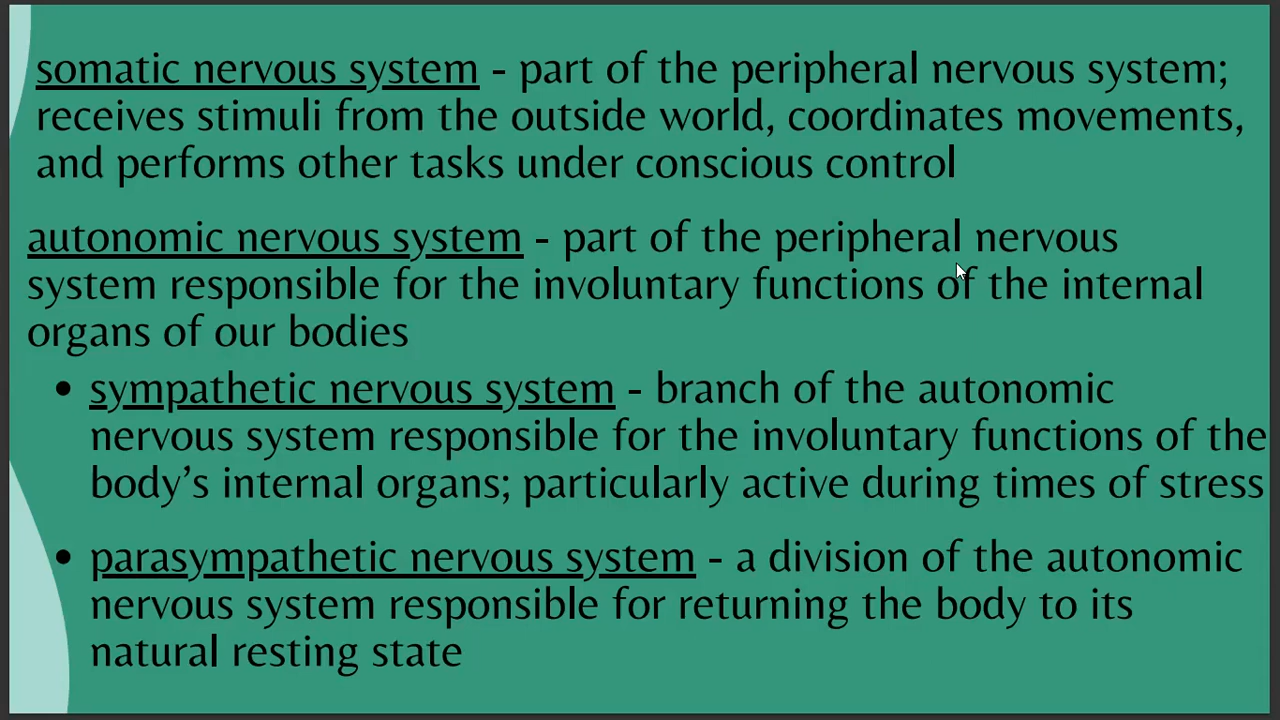 somatic nervous system - part of the peripheral nervous system;
receives stimuli from the outside world, coordinates movements,
and performs other tasks under conscious control
autonomic nervous system - part of the peripheral nervous
system responsible for the involuntary functions of the internal
organs of our bodies
• sympathetic nervous system - branch of the autonomic
nervous system responsible for the involuntary functions of the
body’s internal organs; particularly active during times of stress
• parasympathetic nervous system - a division of the autonomic
nervous system responsible for returning the body to its
natural resting state